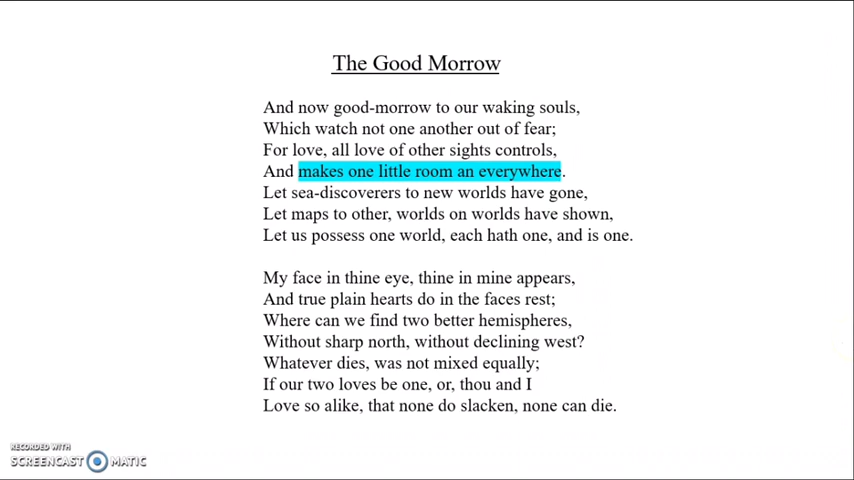 The Good Morrow
And now good-morrow to our waking souls,
Which watch not one another out of fear;
For love, all love of other sights controls,
And makes one little room an everywhere.
Let sea-discoverers to new worlds have gone,
Let maps to other, worlds on worlds have shown,
Let us possess one world, each hath one, and is one.
My face in thine eye, thine in mine appears,
And true plain hearts do in the faces rest;
Where can we find two better hemispheres,
Without sharp north, without declining west?
Whatever dies, was not mixed equally;
If our two loves be one, or, thou and I
Love so alike, that none do slacken, none can die.
RECORDED WITH
SCREENCAST MATIC